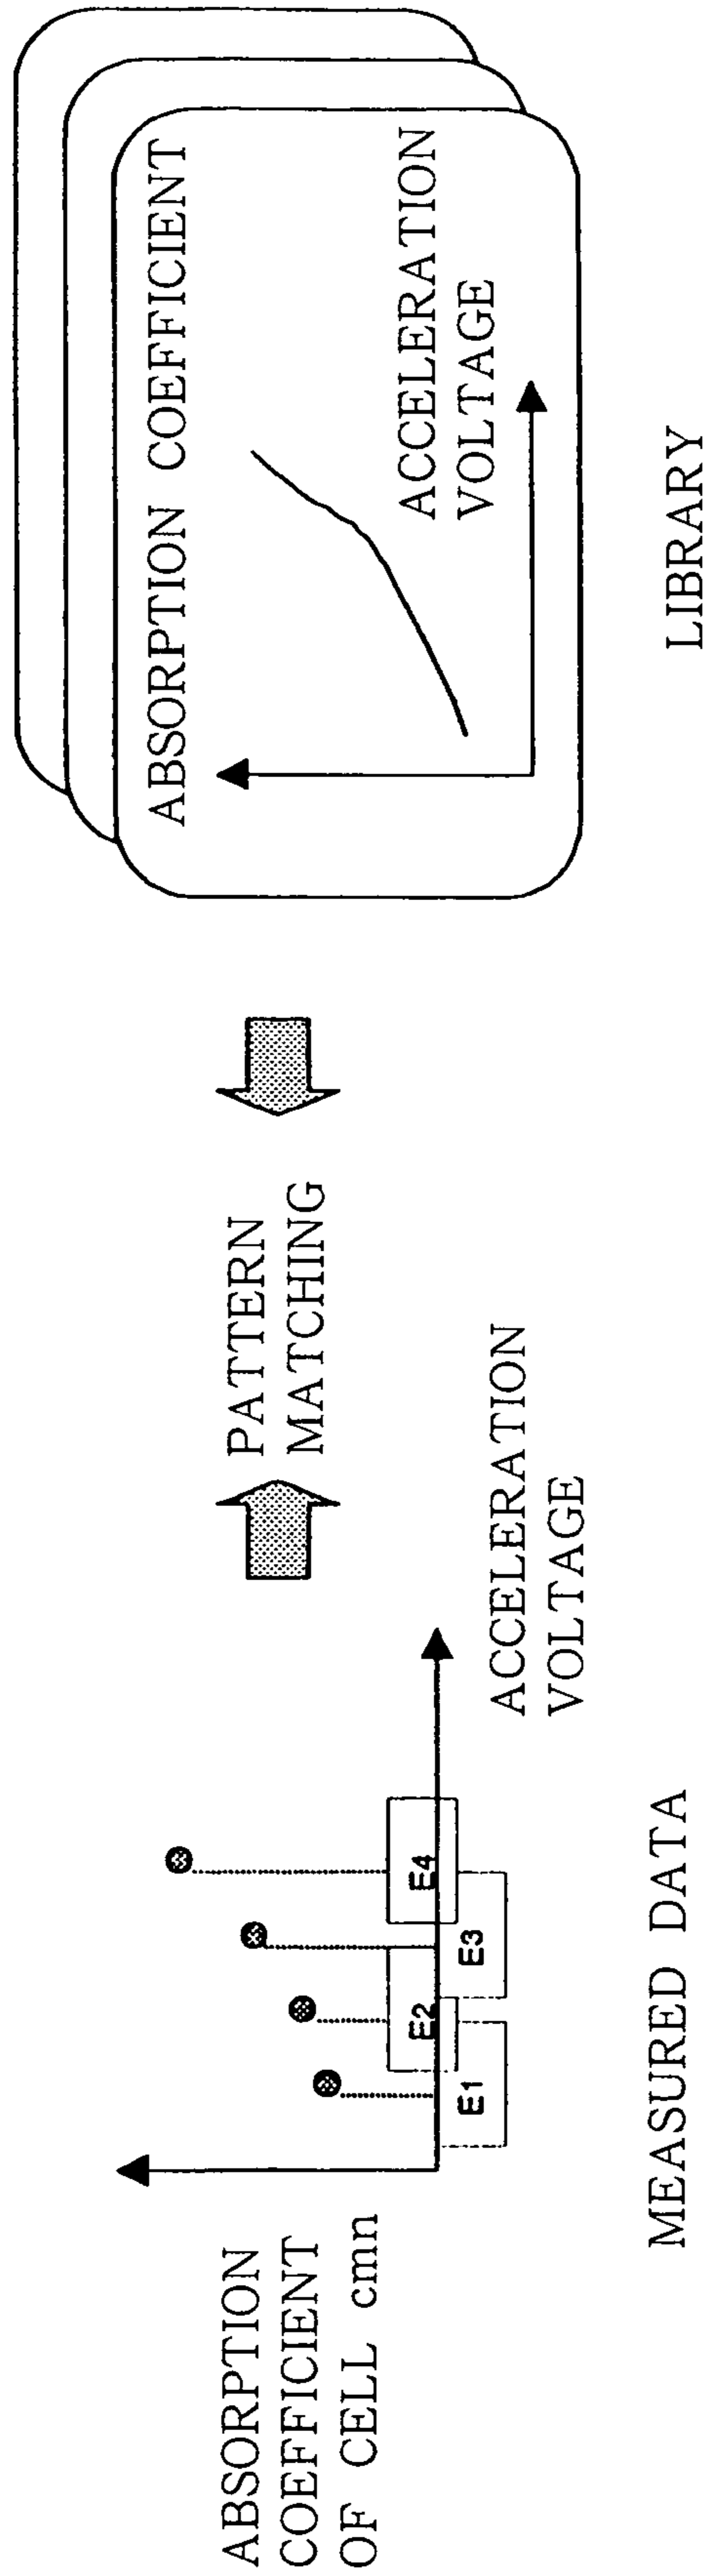 ABSORPTION
COEFFICIENT
OF CELL cmn
E1
E2
E3
E4
ACCELERATION
VOLTAGE
MEASURED DATA
PATTERN
MATCHING
ABSORPTION COEFFICIENT
ACCELERATION
VOLTAGE
LIBRARY